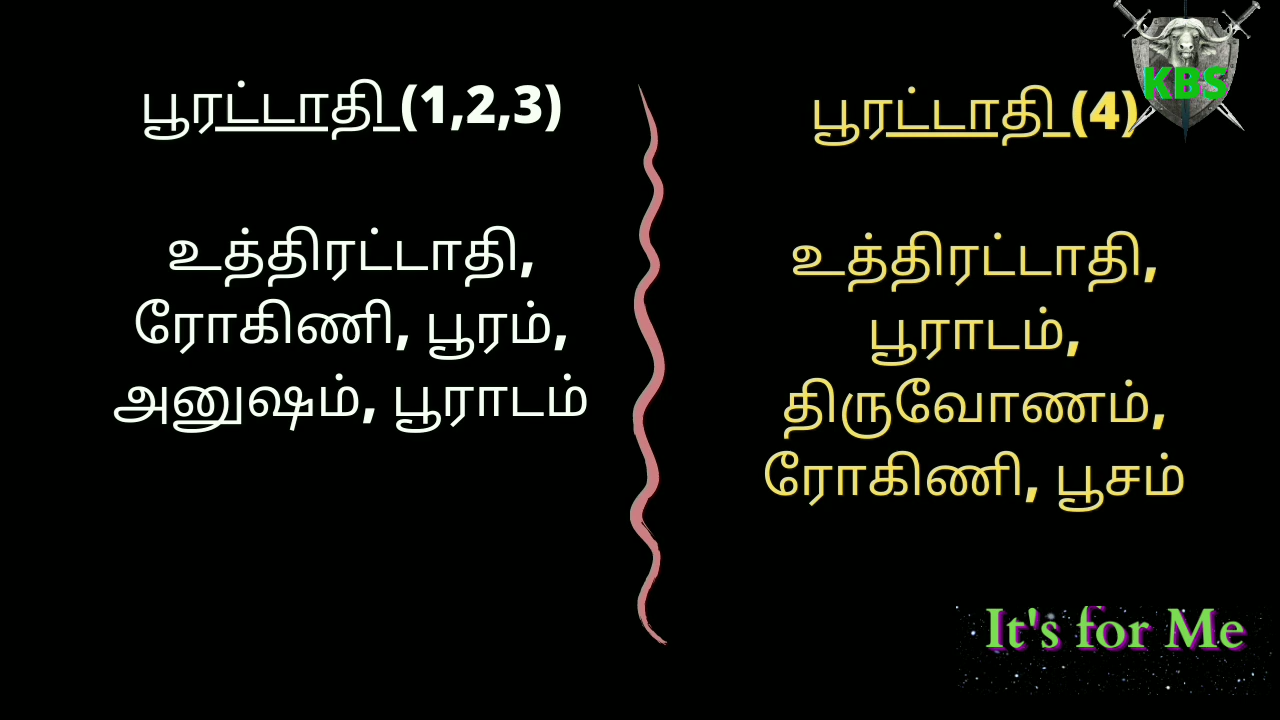 பூரட்டாதி (1,2,3)
உத்திரட்டாதி,
ரோகிணி, பூரம்,
அனுஷம், பூராடம்
பூரட்டாதி (4)
உத்திரட்டாதி,
பூராடம்,
திருவோணம்,
ரோகிணி, பூசம்
KBS
It's for Me